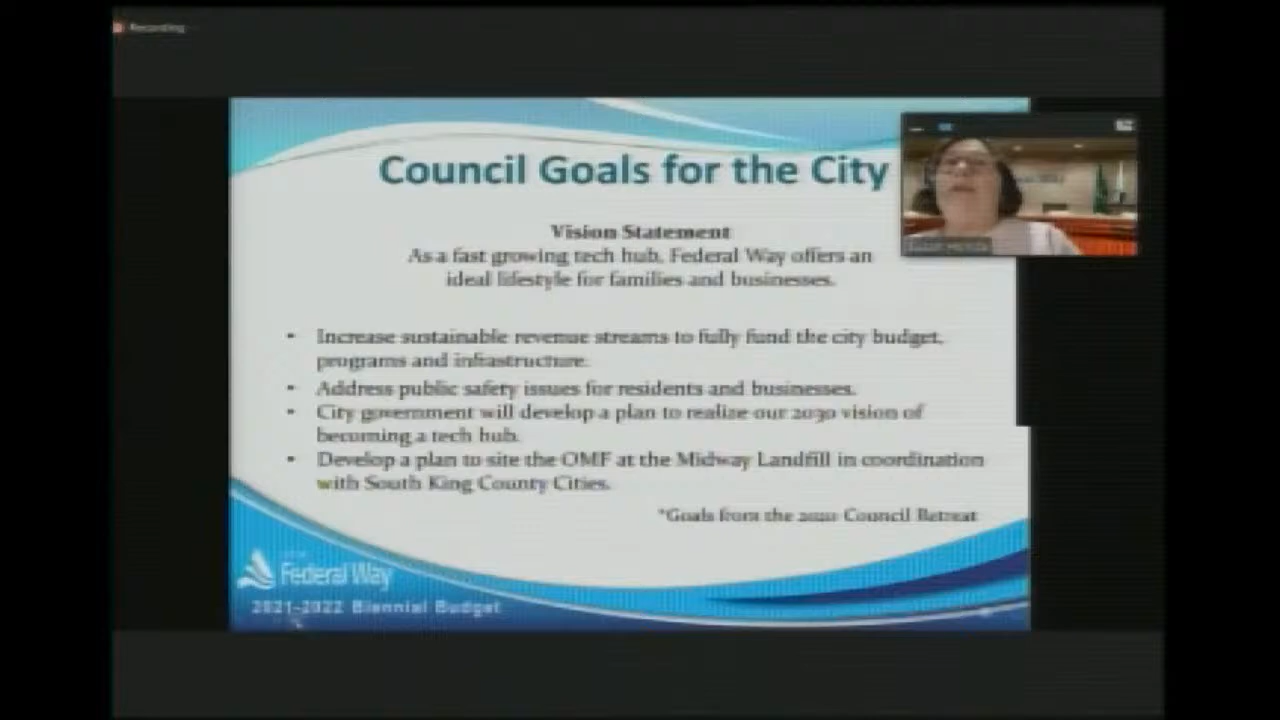 Recording
Council Goals for the City
Vision Statement
As a fast growing tech hub, Federal Way offers an
ideal lifestyle for families and businesses.
• Increase sustainable revenue streams to fully fund the city budget,
programs and infrastructure.
• Address public safety issues for residents and businesses.
• City government will develop a plan to realize our 2030 vision of
becoming a tech hub.
• Develop a plan to site the OMF at the Midway Landfill in coordination
with South King County Cities.
*Goals from the 2020 Council Retreat
Federal Way
2021-2022 Biennial Budget